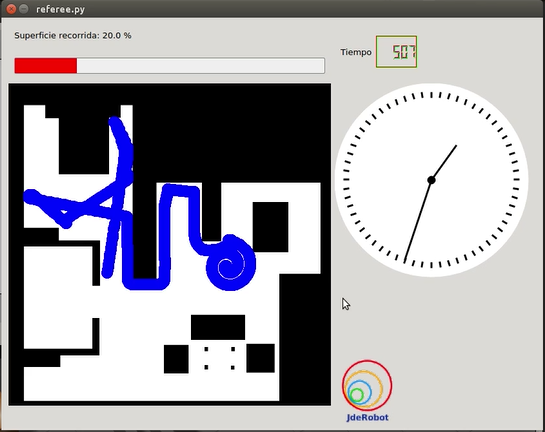 referee.py
Superficie recorrida: 20.0 %
Tiempo
507
JdeRobot